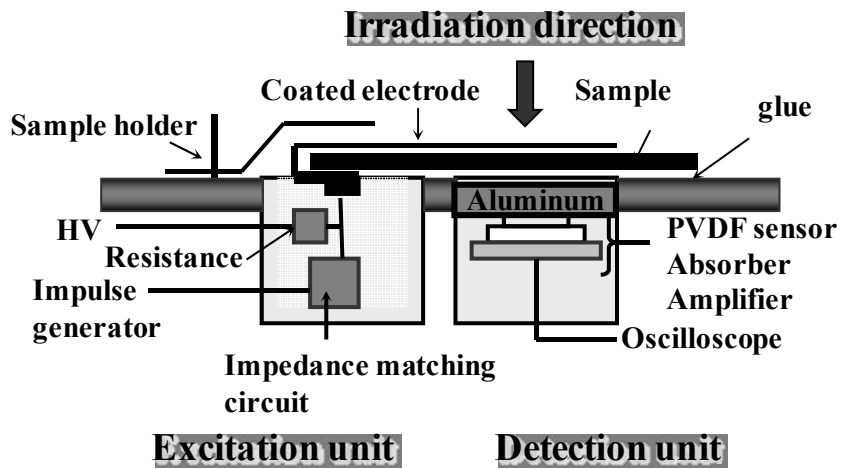 Irradiation direction
Coated electrode
Sample
Sample holder
glue
Aluminum
HV
PVDF sensor
Resistance
Absorber
Impulse
generator
Amplifier
Oscilloscope
Impedance matching
circuit
Excitation unit
Detection unit